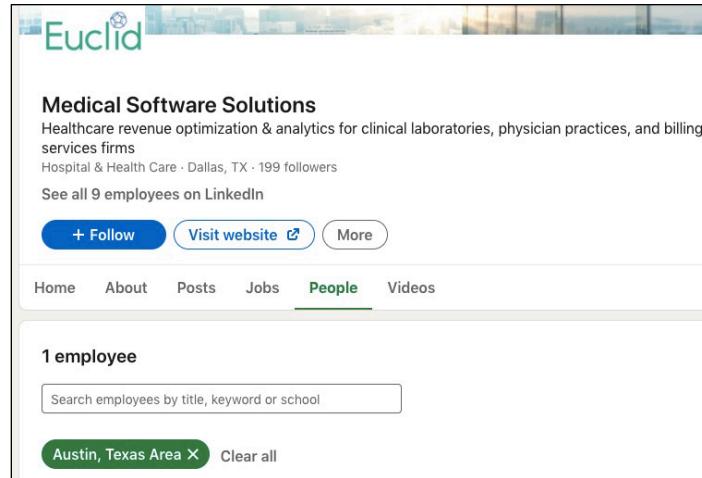 Euclid
Medical Software Solutions
Healthcare revenue optimization & analytics for clinical laboratories, physician practices, and billing
services firms
Hospital & Health Care · Dallas, TX · 199 followers
See all 9 employees on LinkedIn
+ Follow Visit website More
Home About Posts Jobs People Videos
1 employee
Search employees by title, keyword or school
Austin, Texas Area × Clear all